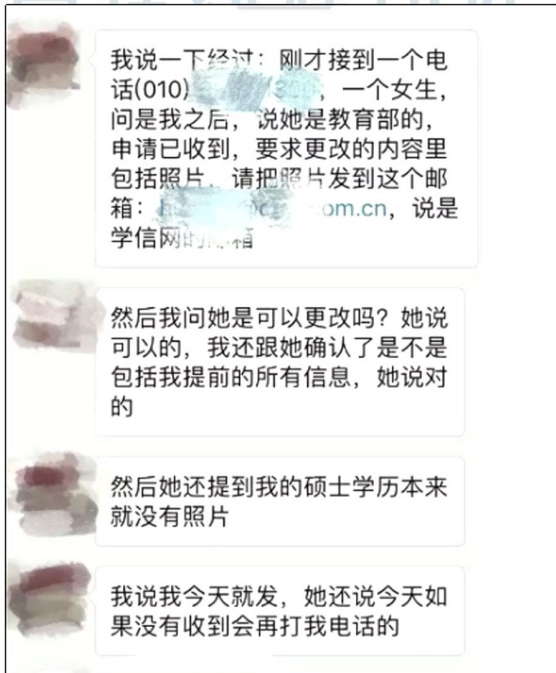 我说一下经过：刚才接到一个电
话(010)，一个女生，
问是我之后，说她是教育部的，
申请已收到，要求更改的内容里
包括照片，请把照片发到这个邮
箱：om.cn，说是
学信网的邮箱
然后我问她是可以更改吗？她说
可以的，我还跟她确认了是不是
包括我提前的所有信息，她说对
的
然后她还提到我的硕士学历本来
就没有照片
我说我今天就发，她还说今天如
果没有收到会再打我电话的